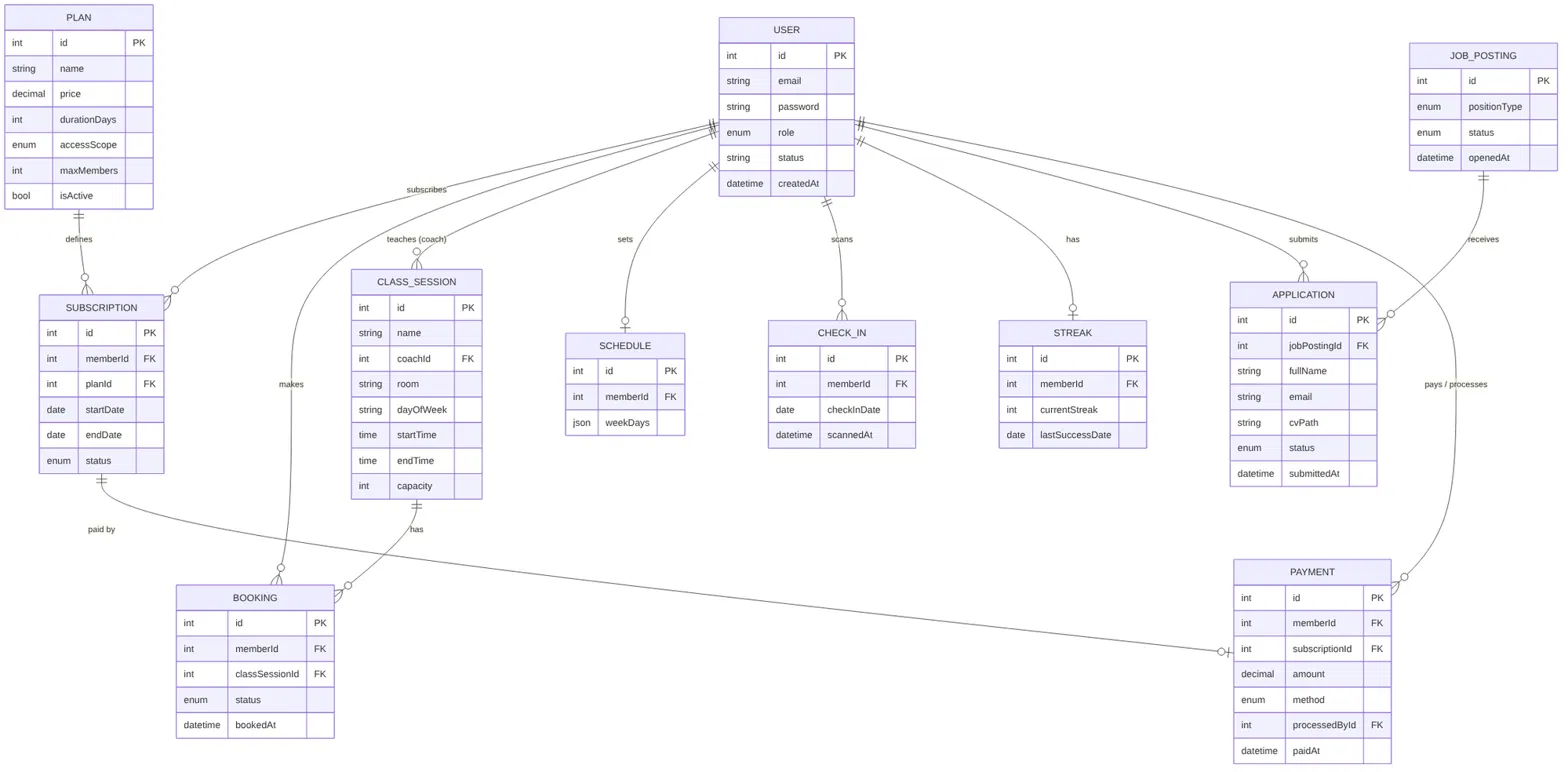 PLAN
int id PK
string name
decimal price
int durationDays
enum accessScope
int maxMembers
bool isActive
USER
int id PK
string email
string password
enum role
string status
datetime createdAt
JOB_POSTING
int id PK
enum positionType
enum status
datetime openedAt
subscribes
defines
teaches (coach)
sets
scans
has
submits
receives
SUBSCRIPTION
int id PK
int memberId FK
int planId FK
date startDate
date endDate
enum status
CLASS_SESSION
int id PK
string name
int coachId FK
string room
string dayOfWeek
time startTime
time endTime
int capacity
SCHEDULE
int id PK
int memberId FK
json weekDays
CHECK_IN
int id PK
int memberId FK
date checkInDate
datetime scannedAt
STREAK
int id PK
int memberId FK
int currentStreak
date lastSuccessDate
APPLICATION
int id PK
int jobPostingId FK
string fullName
string email
string cvPath
enum status
datetime submittedAt
makes
pays / processes
paid by
has
BOOKING
int id PK
int memberId FK
int classSessionId FK
enum status
datetime bookedAt
PAYMENT
int id PK
int memberId FK
int subscriptionId FK
decimal amount
enum method
int processedById FK
datetime paidAt